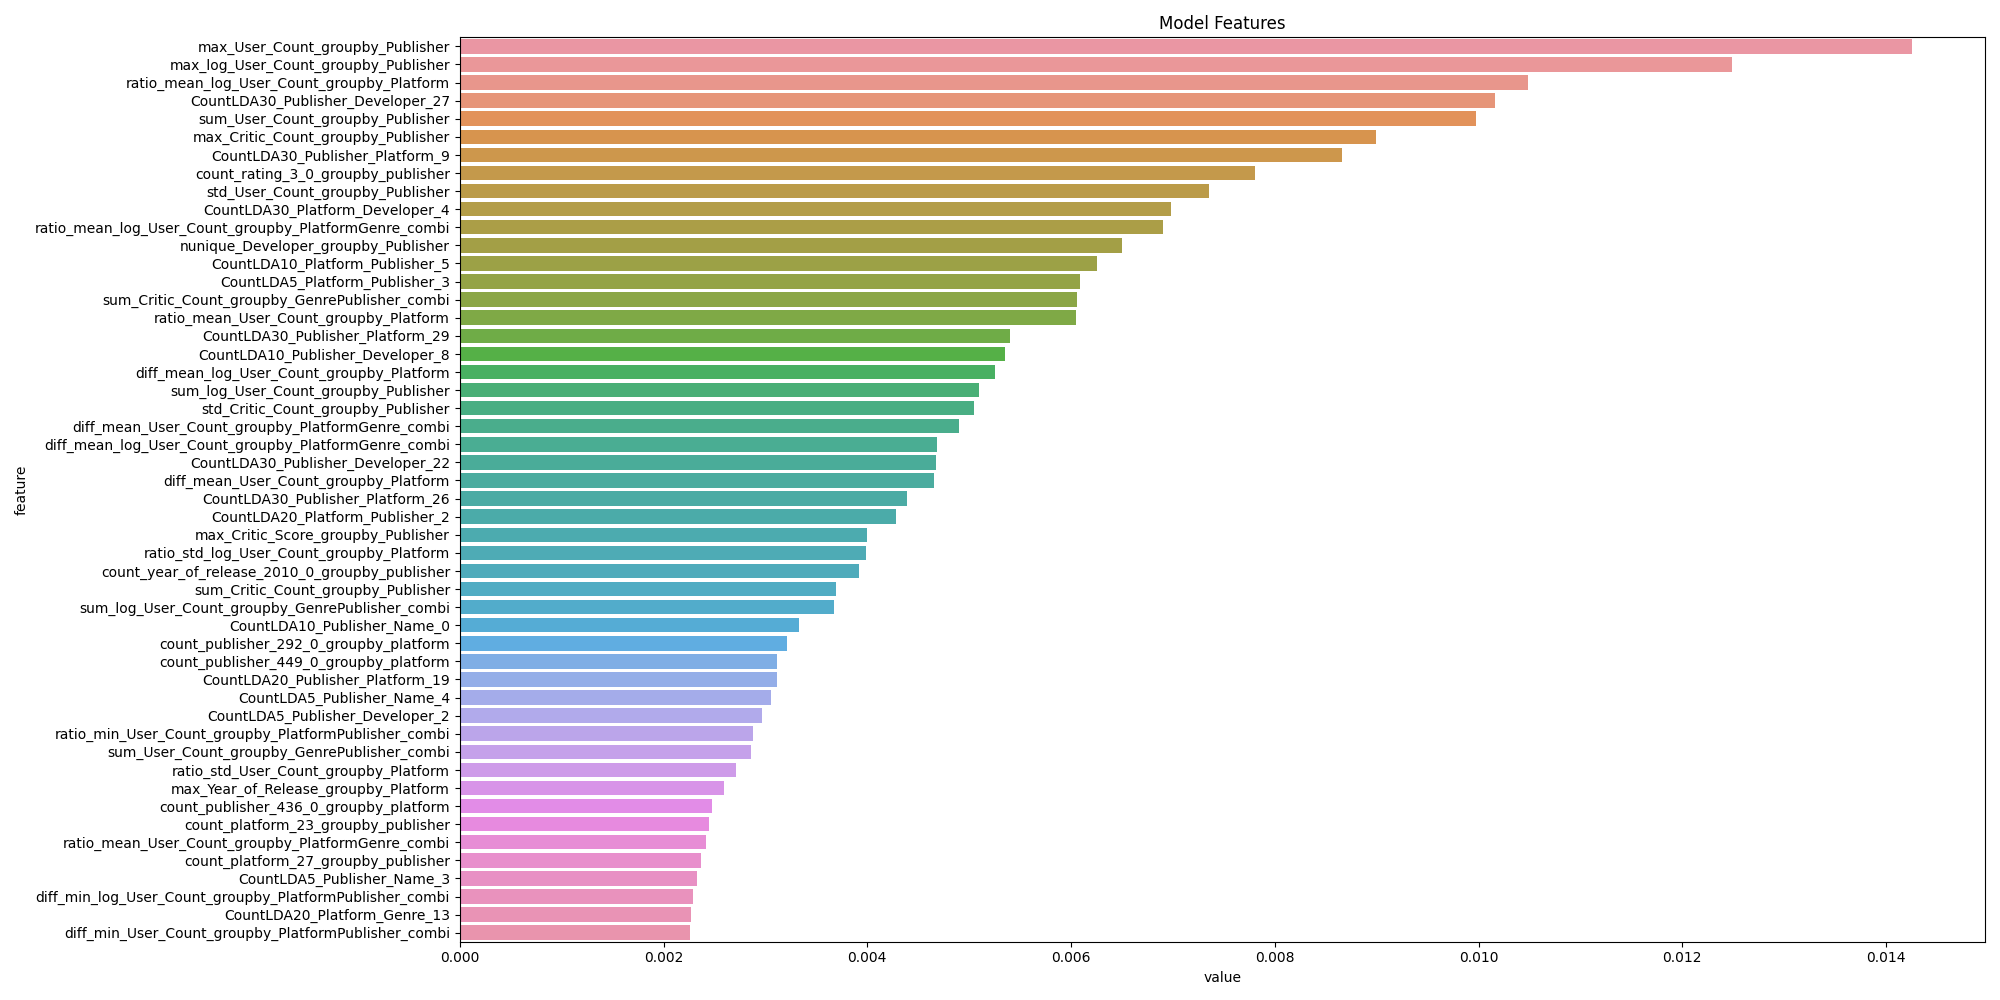 Model Features
max_User_Count_groupby_Publisher
max_log_User_Count_groupby_Publisher
ratio_mean_log_User_Count_groupby_Platform
CountLDA30_Publisher_Developer_27
sum_User_Count_groupby_Publisher
max_Critic_Count_groupby_Publisher
CountLDA30_Publisher_Platform_9
count_rating_3_0_groupby_publisher
std_User_Count_groupby_Publisher
CountLDA30_Platform_Developer_4
ratio_mean_log_User_Count_groupby_PlatformGenre_combi
nunique_Developer_groupby_Publisher
CountLDA10_Platform_Publisher_5
CountLDA5_Platform_Publisher_3
sum_Critic_Count_groupby_GenrePublisher_combi
ratio_mean_User_Count_groupby_Platform
CountLDA30_Publisher_Platform_29
CountLDA10_Publisher_Developer_8
diff_mean_log_User_Count_groupby_Platform
sum_log_User_Count_groupby_Publisher
std_Critic_Count_groupby_Publisher
diff_mean_User_Count_groupby_PlatformGenre_combi
diff_mean_log_User_Count_groupby_PlatformGenre_combi
CountLDA30_Publisher_Developer_22
diff_mean_User_Count_groupby_Platform
CountLDA30_Publisher_Platform_26
CountLDA20_Platform_Publisher_2
max_Critic_Score_groupby_Publisher
ratio_std_log_User_Count_groupby_Platform
count_year_of_release_2010_0_groupby_publisher
sum_Critic_Count_groupby_Publisher
sum_log_User_Count_groupby_GenrePublisher_combi
CountLDA10_Publisher_Name_0
count_publisher_292_0_groupby_platform
count_publisher_449_0_groupby_platform
CountLDA20_Publisher_Platform_19
CountLDA5_Publisher_Name_4
CountLDA5_Publisher_Developer_2
ratio_min_User_Count_groupby_PlatformPublisher_combi
sum_User_Count_groupby_GenrePublisher_combi
ratio_std_User_Count_groupby_Platform
max_Year_of_Release_groupby_Platform
count_publisher_436_0_groupby_platform
count_platform_23_groupby_publisher
ratio_mean_User_Count_groupby_PlatformGenre_combi
count_platform_27_groupby_publisher
CountLDA5_Publisher_Name_3
diff_min_log_User_Count_groupby_PlatformPublisher_combi
CountLDA20_Platform_Genre_13
diff_min_User_Count_groupby_PlatformPublisher_combi
feature
0.000 0.002 0.004 0.006 0.008 0.010 0.012 0.014
value